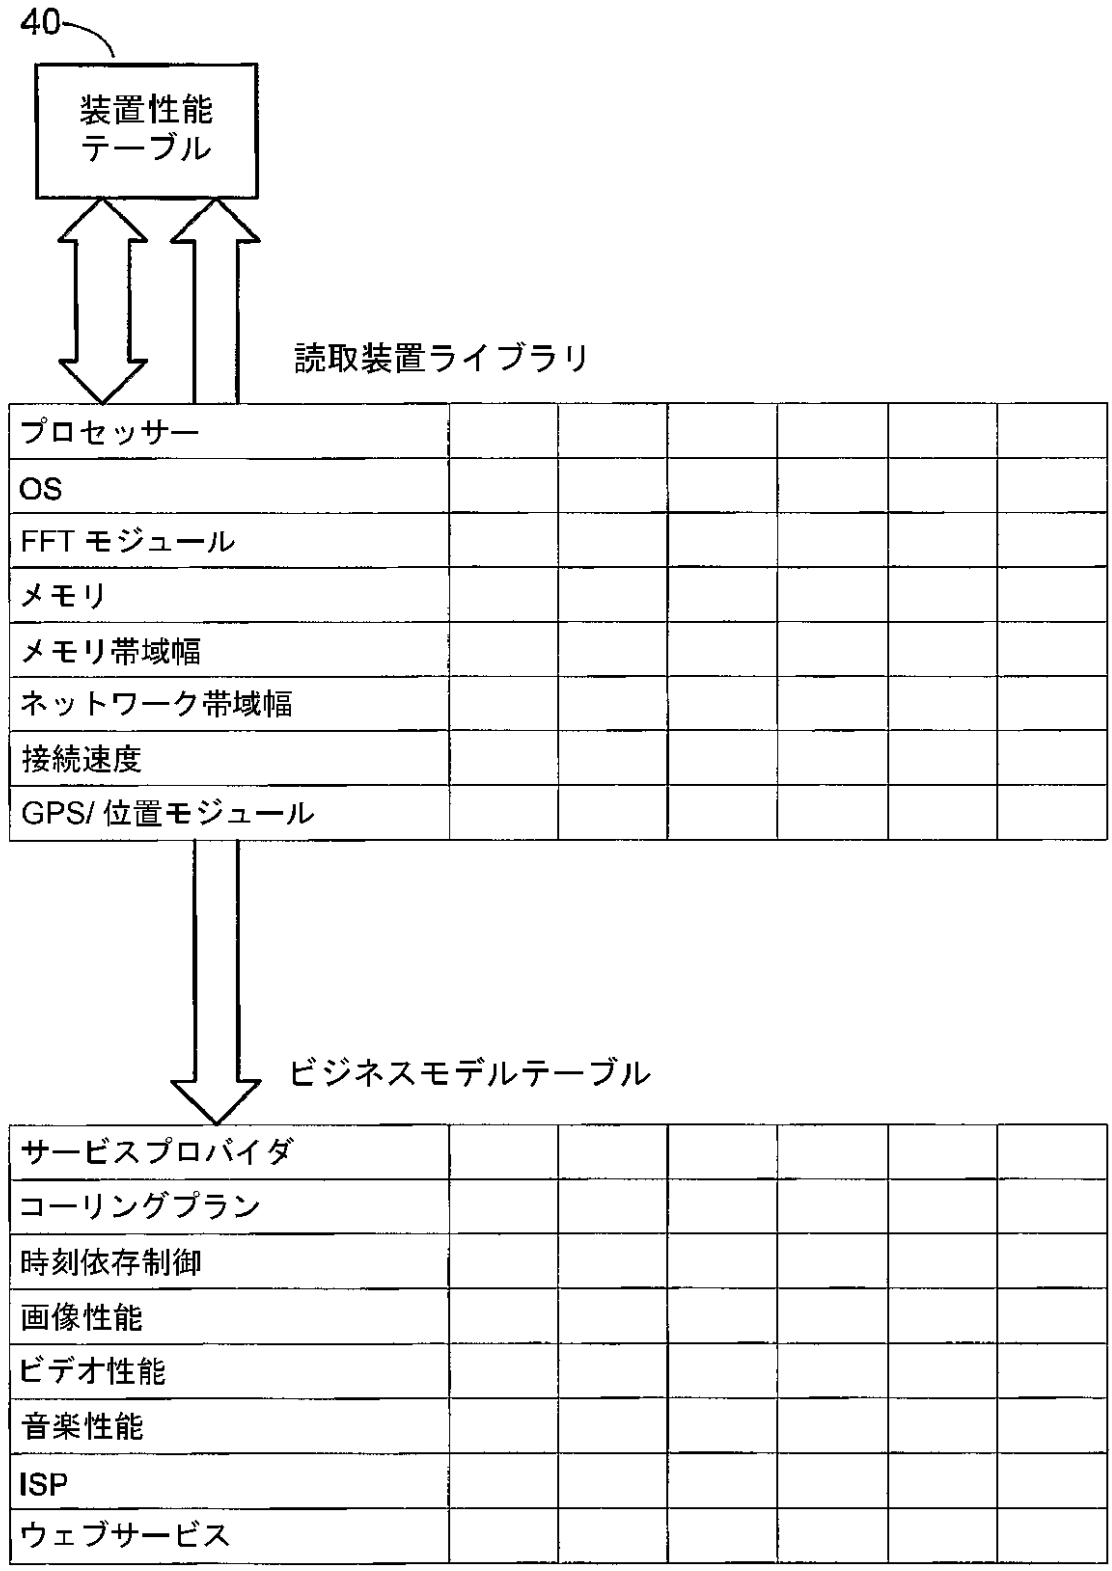 40
装置性能
テーブル
読取装置ライブラリ
プロセッサー
OS
FFT モジュール
メモリ
メモリ帯域幅
ネットワーク帯域幅
接続速度
GPS/ 位置モジュール
ビジネスモデルテーブル
サービスプロバイダ
コーリングプラン
時刻依存制御
画像性能
ビデオ性能
音楽性能
ISP
ウェブサービス